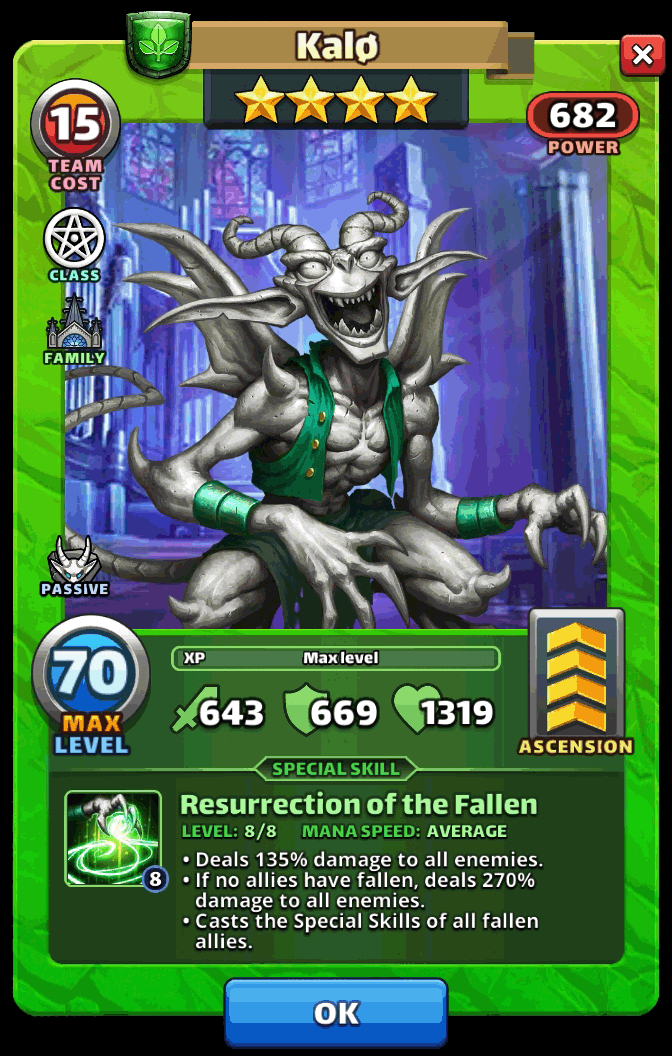 Kalø
15
TEAM
COST
682
POWER
CLASS
FAMILY
PASSIVE
70
MAX
LEVEL
XP Max level
643 669 1319
ASCENSION
SPECIAL SKILL
Resurrection of the Fallen
LEVEL: 8/8 MANA SPEED: AVERAGE
8
• Deals 135% damage to all enemies.
• If no allies have fallen, deals 270%
damage to all enemies.
• Casts the Special Skills of all fallen
allies.
OK